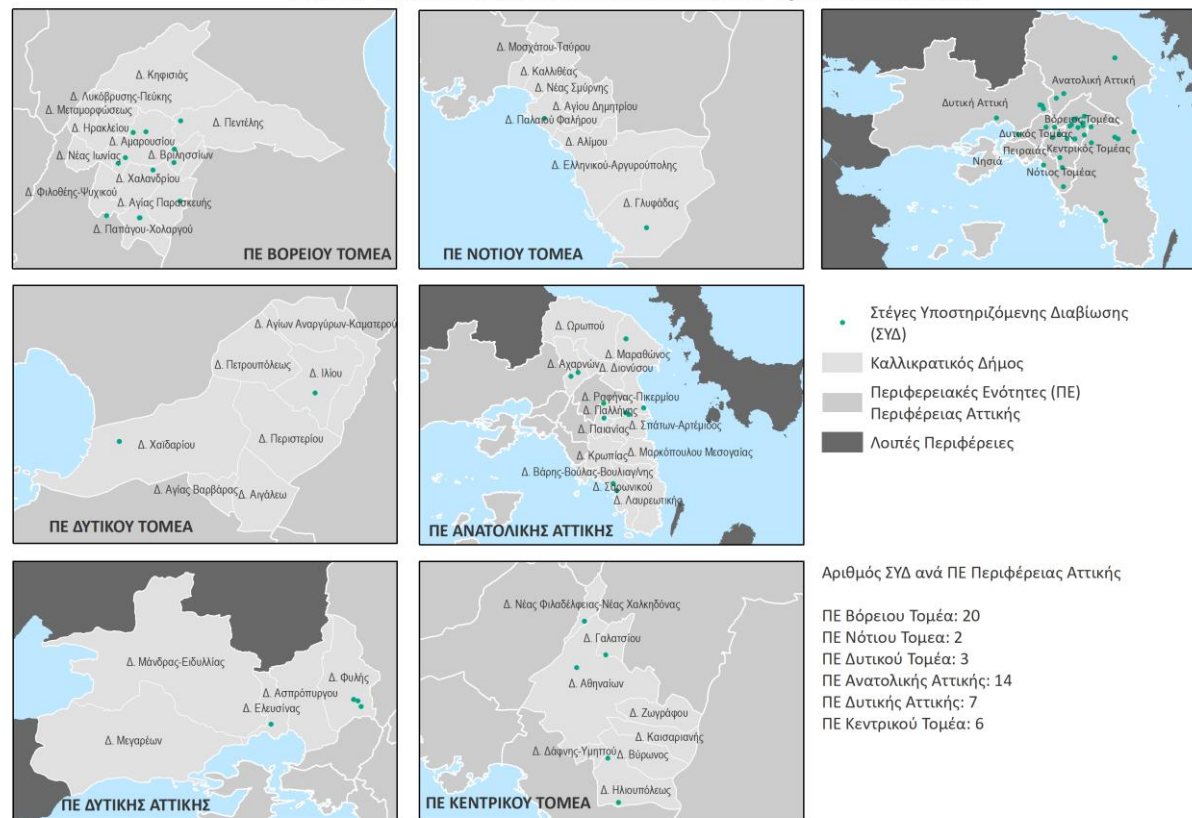 Δ. Κηφισιάς
Δ. Λυκόβρυσης-Πεύκης
Δ. Μεταμορφώσεως
Δ. Πεντέλης
Δ. Ηρακλείου
Δ. Αμαρουσίου
Δ. Νέας Ιωνίας
Δ. Βριλησσίων
Δ. Χαλανδρίου
Δ. Φιλοθέης-Ψυχικού
Δ. Αγίας Παρασκευής
Δ. Παπάγου-Χολαργού
ΠΕ ΒΟΡΕΙΟΥ ΤΟΜΕΑ
Δ. Μοσχάτου-Ταύρου
Δ. Καλλιθέας
Δ. Νέας Σμύρνης
Δ. Αγίου Δημητρίου
Δ. Παλαιού Φαλήρου
Δ. Αλίμου
Δ. Ελληνικού-Αργυρούπολης
Δ. Γλυφάδας
ΠΕ ΝΟΤΙΟΥ ΤΟΜΕΑ
Ανατολική Αττική
Δυτική Αττική
Βόρειος Τομέας
Δυτικός Τομέας
Κεντρικός Τομέας
Πειραιάς
Νησιά
Νότιος Τομέας
Δ. Αγίων Αναργύρων-Καματερού
Δ. Πετρουπόλεως
Δ. Ιλίου
Δ. Περιστερίου
Δ. Χαϊδαρίου
Δ. Αγίας Βαρβάρας
Δ. Αιγάλεω
ΠΕ ΔΥΤΙΚΟΥ ΤΟΜΕΑ
Δ. Ωρωπού
Δ. Μαραθώνος
Δ. Αχαρνών
Δ. Διονύσου
Δ. Ραφήνας-Πικερμίου
Δ. Παλλήνης
Δ. Σπάτων-Αρτέμιδος
Δ. Παιανίας
Δ. Κρωπίας
Δ. Μαρκόπουλου Μεσογαίας
Δ. Βάρης-Βούλας-Βουλιαγ/νης
Δ. Σαρωνικού
Δ. Λαυρεωτικής
ΠΕ ΑΝΑΤΟΛΙΚΗΣ ΑΤΤΙΚΗΣ
Στέγες Υποστηριζόμενης Διαβίωσης
(ΣΥΔ)
Καλλικρατικός Δήμος
Περιφερειακές Ενότητες (ΠΕ)
Περιφέρειας Αττικής
Λοιπές Περιφέρειες
Δ. Μάνδρας-Ειδυλλίας
Δ. Φυλής
Δ. Ασπρόπυργου
Δ. Ελευσίνας
Δ. Μεγαρέων
ΠΕ ΔΥΤΙΚΗΣ ΑΤΤΙΚΗΣ
Δ. Νέας Φιλαδέλφειας-Νέας Χαλκηδόνας
Δ. Γαλατσίου
Δ. Αθηναίων
Δ. Ζωγράφου
Δ. Καισαριανής
Δ. Δάφνης-Υμηττού
Δ. Βύρωνος
Δ. Ηλιουπόλεως
ΠΕ ΚΕΝΤΡΙΚΟΥ ΤΟΜΕΑ
Αριθμός ΣΥΔ ανά ΠΕ Περιφέρειας Αττικής
ΠΕ Βόρειου Τομέα: 20
ΠΕ Νότιου Τομεα: 2
ΠΕ Δυτικού Τομέα: 3
ΠΕ Ανατολικής Αττικής: 14
ΠΕ Δυτικής Αττικής: 7
ΠΕ Κεντρικού Τομέα: 6